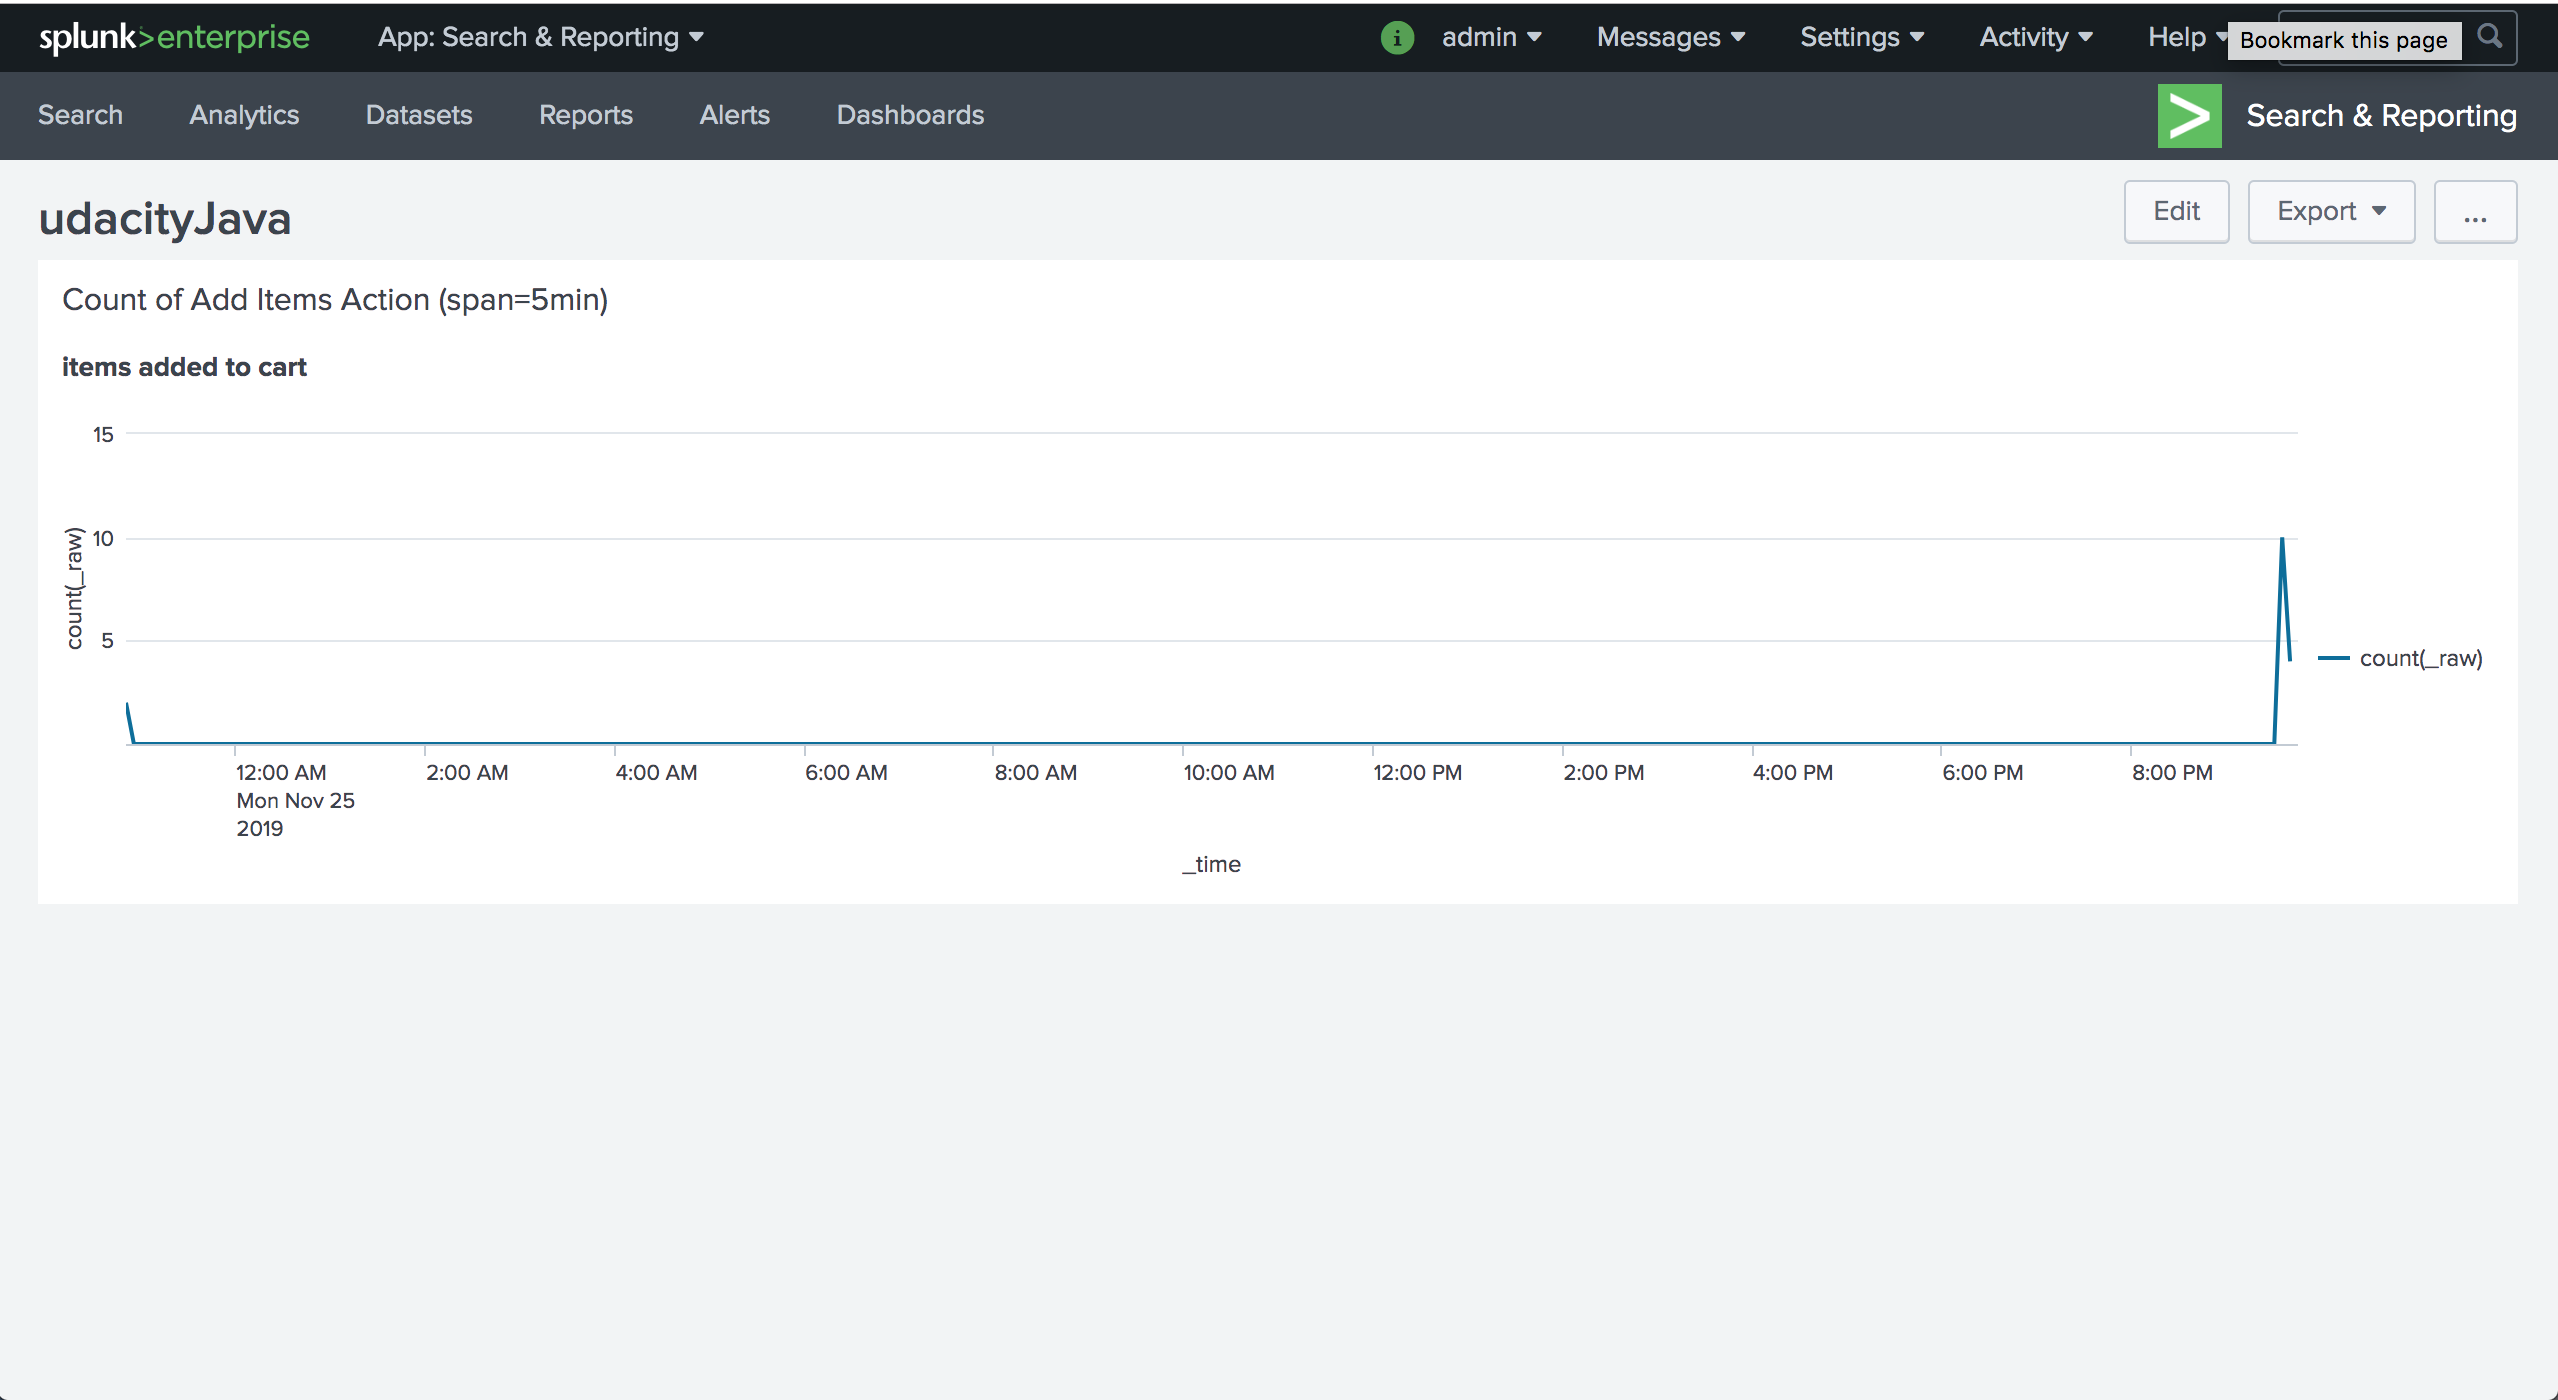 splunk>enterprise App: Search & Reporting i admin Messages Settings Activity Help Bookmark this page
Search Analytics Datasets Reports Alerts Dashboards > Search & Reporting
udacityJava Edit Export ...
Count of Add Items Action (span=5min)
items added to cart
15
10
5
count(_raw)
count(_raw)
12:00 AM 2:00 AM 4:00 AM 6:00 AM 8:00 AM 10:00 AM 12:00 PM 2:00 PM 4:00 PM 6:00 PM 8:00 PM
Mon Nov 25
2019
_time